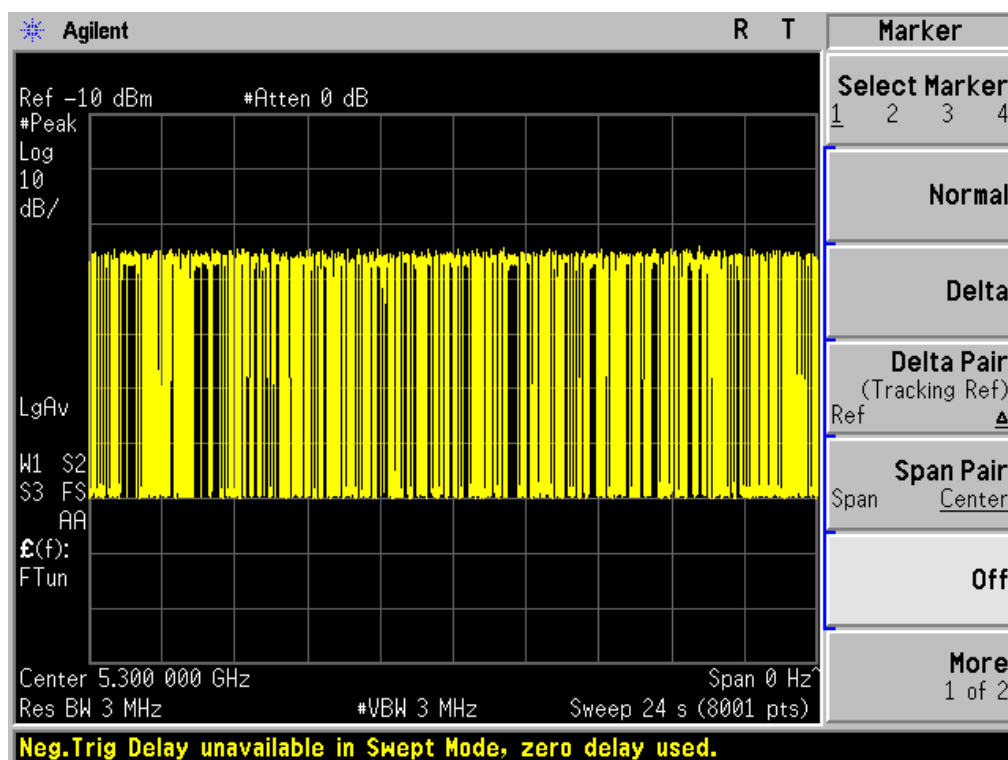 Agilent R T
Ref -10 dBm #Atten 0 dB
#Peak
Log
10
dB/
LgAv
W1 S2
S3 FS
AA
£(f):
FTun
Center 5.300 000 GHz Span 0 Hz^
Res BW 3 MHz #VBW 3 MHz Sweep 24 s (8001 pts)
Neg.Trig Delay unavailable in Swept Mode, zero delay used.
Marker
Select Marker
1 2 3 4
Normal
Delta
Delta Pair
(Tracking Ref)
Ref Δ
Span Pair
Span Center
Off
More
1 of 2